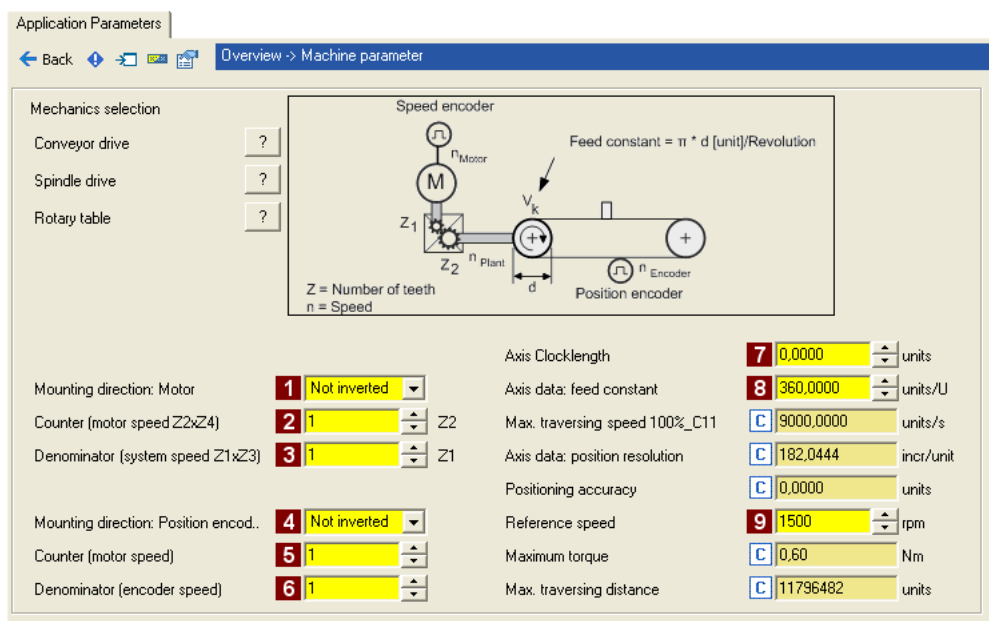 Application Parameters
Back
Overview -> Machine parameter
Mechanics selection
Conveyor drive ?
Spindle drive ?
Rotary table ?
Speed encoder
n Motor
Feed constant = π * d [unit]/Revolution
M
Vk
Z1
Z2
n Plant
n Encoder
d
Position encoder
Z = Number of teeth
n = Speed
Axis Clocklength 7 0,0000 units
Mounting direction: Motor 1 Not inverted
Axis data: feed constant 8 360,0000 units/U
Counter (motor speed Z2xZ4) 2 1 Z2
Max. traversing speed 100%_C11 C 9000,0000 units/s
Denominator (system speed Z1xZ3) 3 1 Z1
Axis data: position resolution C 182,0444 incr/unit
Positioning accuracy C 0,0000 units
Mounting direction: Position encod.. 4 Not inverted
Reference speed 9 1500 rpm
Counter (motor speed) 5 1
Maximum torque C 0,60 Nm
Denominator (encoder speed) 6 1
Max. traversing distance C 11796482 units